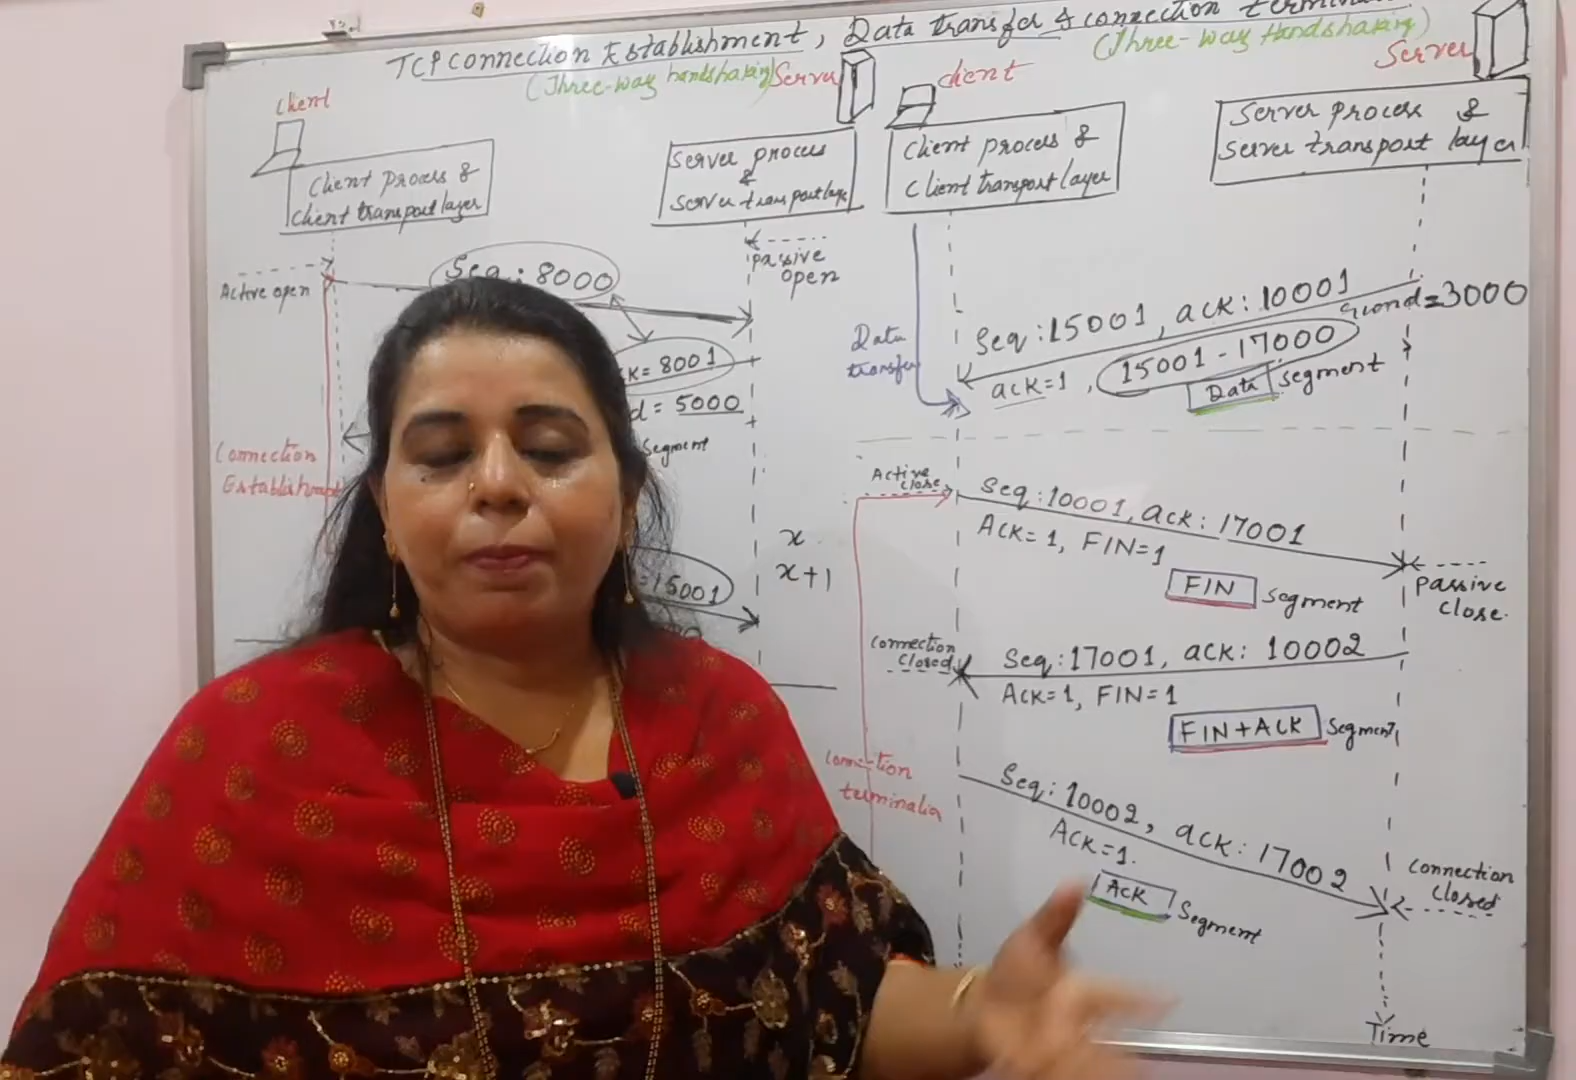 TCP connection Establishment, Data transfer & connection
(Three-way handshaking)
(Three-way Handshaking)
client
Server
client
Server
Client process &
client transport layer
Server process
&
Server transport layer
Client process &
Client transport layer
Server process &
Server transport layer
Active open
Seq: 8000
passive
open
= 8001
= 5000
Segment
Connection
Establishment
x
x+1
15001
Data
transfer
Seq: 15001, ack: 10001
= 3000
ack=1, 15001 - 17000
Data segment
Active
close
Seq: 10001, ack: 17001
Ack=1, FIN=1
FIN segment
passive
close.
connection
closed
Seq: 17001, ack: 10002
Ack=1, FIN=1
FIN+ACK segment
connection
Seq: 10002, ack: 17002
Ack=1.
Ack segment
connection
closed
Time